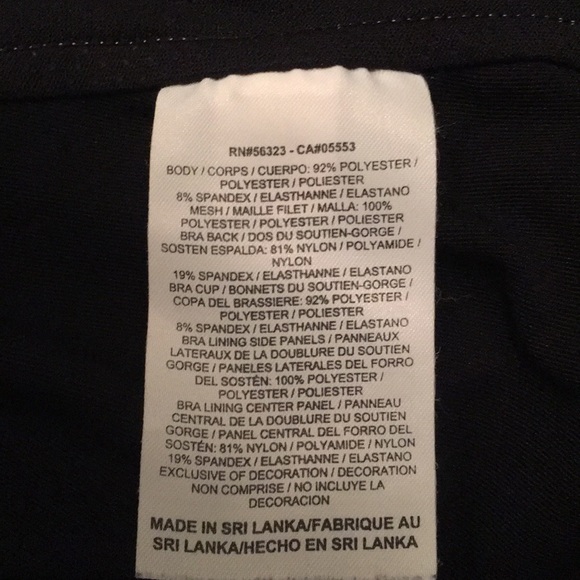 RN#56323 - CA#05553
BODY / CORPS / CUERPO: 92% POLYESTER /
POLYESTER / POLIESTER
8% SPANDEX / ELASTHANNE / ELASTANO
MESH / MAILLE FILET / MALLA: 100%
POLYESTER / POLYESTER / POLIESTER
BRA BACK / DOS DU SOUTIEN-GORGE /
SOSTEN ESPALDA: 81% NYLON / POLYAMIDE /
NYLON
19% SPANDEX / ELASTHANNE / ELASTANO
BRA CUP / BONNETS DU SOUTIEN-GORGE /
COPA DEL BRASSIERE: 92% POLYESTER /
POLYESTER / POLIESTER
8% SPANDEX / ELASTHANNE / ELASTANO
BRA LINING SIDE PANELS / PANNEAUX
LATERAUX DE LA DOUBLURE DU SOUTIEN
GORGE / PANELES LATERALES DEL FORRO
DEL SOSTÉN: 100% POLYESTER /
POLYESTER / POLIESTER
BRA LINING CENTER PANEL / PANNEAU
CENTRAL DE LA DOUBLURE DU SOUTIEN
GORGE / PANEL CENTRAL DEL FORRO DEL
SOSTÉN: 81% NYLON / POLYAMIDE / NYLON
19% SPANDEX / ELASTHANNE / ELASTANO
EXCLUSIVE OF DECORATION / DECORATION
NON COMPRISE / NO INCLUYE LA
DECORACION
MADE IN SRI LANKA/FABRIQUE AU
SRI LANKA/HECHO EN SRI LANKA